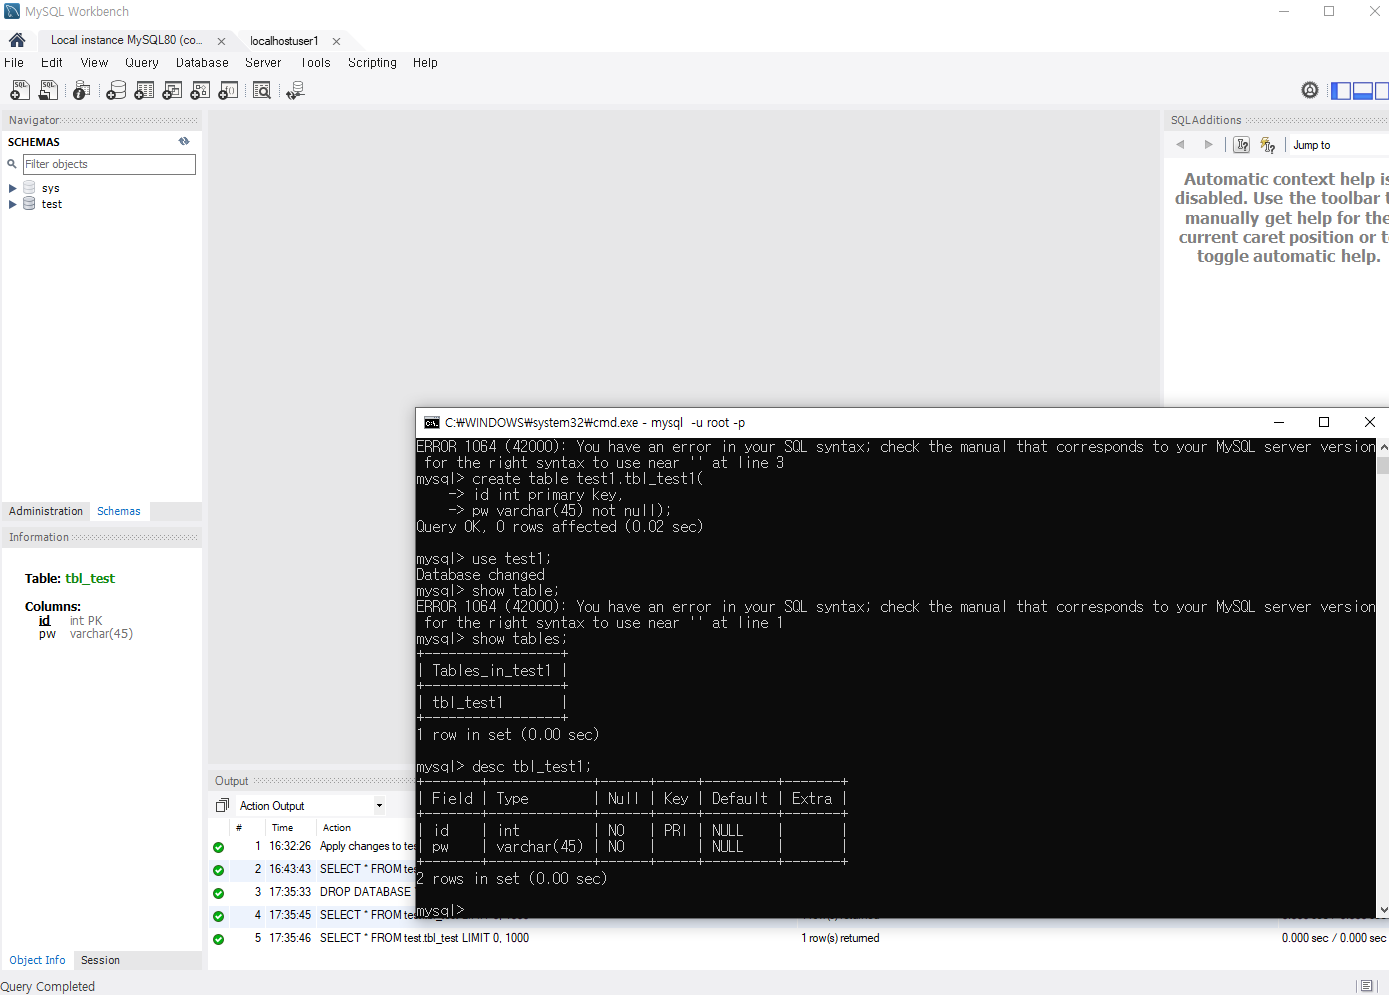 MySQL Workbench
Local instance MySQL80 (co...
localhostuser1
File Edit View Query Database Server Tools Scripting Help
Navigator
SCHEMAS
Filter objects
sys
test
Administration Schemas
Information
Table: tbl_test
Columns:
id int PK
pw varchar(45)
Object Info Session
Query Completed
SQLAdditions
Jump to
Automatic context help is
disabled. Use the toolbar t
manually get help for the
current caret position or t
toggle automatic help.
C:₩WINDOWS₩system32₩cmd.exe - mysql -u root -p
ERROR 1064 (42000): You have an error in your SQL syntax; check the manual that corresponds to your MySQL server version
for the right syntax to use near '' at line 3
mysql> create table test1.tbl_test1(
-> id int primary key,
-> pw varchar(45) not null);
Query OK, 0 rows affected (0.02 sec)
mysql> use test1;
Database changed
mysql> show table;
ERROR 1064 (42000): You have an error in your SQL syntax; check the manual that corresponds to your MySQL server version
for the right syntax to use near '' at line 1
mysql> show tables;
+-----------------+
| Tables_in_test1 |
+-----------------+
| tbl_test1       |
+-----------------+
1 row in set (0.00 sec)
mysql> desc tbl_test1;
+-------+-------------+------+-----+---------+-------+
| Field | Type        | Null | Key | Default | Extra |
+-------+-------------+------+-----+---------+-------+
| id    | int         | NO   | PRI | NULL    |       |
| pw    | varchar(45) | NO   |     | NULL    |       |
+-------+-------------+------+-----+---------+-------+
2 rows in set (0.00 sec)
mysql>
Output
Action Output
# Time Action
1 16:32:26 Apply changes to tes
2 16:43:43 SELECT * FROM tes
3 17:35:33 DROP DATABASE
4 17:35:45 SELECT * FROM test
5 17:35:46 SELECT * FROM test.tbl_test LIMIT 0, 1000 1 row(s) returned 0.000 sec / 0.000 sec